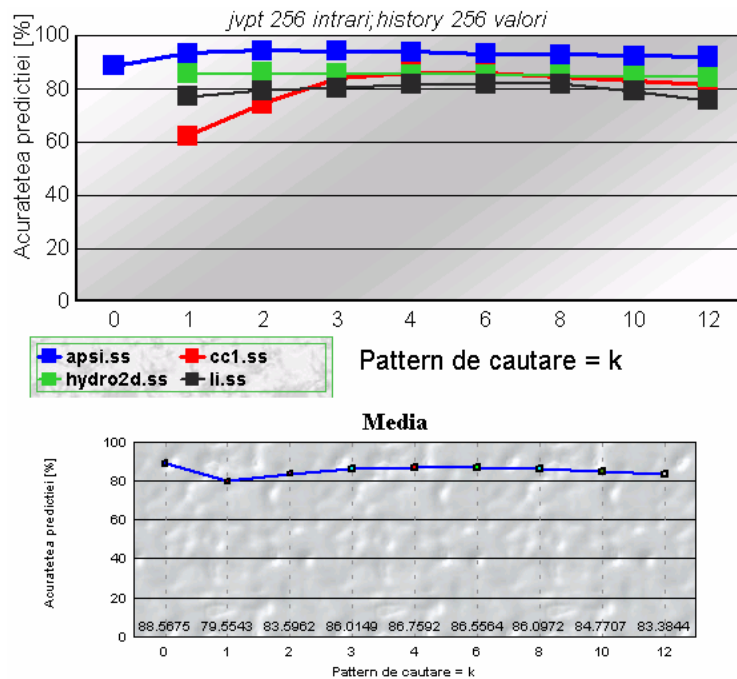 jvpt 256 intrari; history 256 valori
Acuratetea predictiei [%]
100
80
60
40
20
0
0 1 2 3 4 6 8 10 12
apsi.ss cc1.ss
hydro2d.ss li.ss
Pattern de cautare = k
Media
Acuratetea predictiei [%]
100
80
60
40
20
0
88.5675 79.5543 83.5962 86.0149 86.7592 86.5564 86.0972 84.7707 83.3844
0 1 2 3 4 6 8 10 12
Pattern de cautare = k